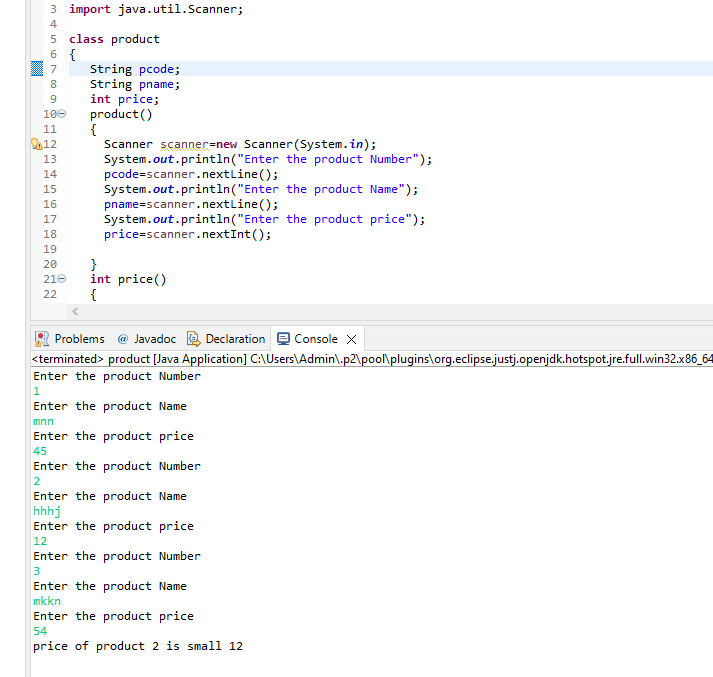 3 import java.util.Scanner;
4
5 class product
6 {
7 String pcode;
8 String pname;
9 int price;
10 product()
11 {
12 Scanner scanner=new Scanner(System.in);
13 System.out.println("Enter the product Number");
14 pcode=scanner.nextLine();
15 System.out.println("Enter the product Name");
16 pname=scanner.nextLine();
17 System.out.println("Enter the product price");
18 price=scanner.nextInt();
19
20 }
21 int price()
22 {
Problems @ Javadoc Declaration Console
<terminated> product [Java Application] C:\Users\Admin\.p2\pool\plugins\org.eclipse.justj.openjdk.hotspot.jre.full.win32.x86_64
Enter the product Number
1
Enter the product Name
mnn
Enter the product price
45
Enter the product Number
2
Enter the product Name
hhhj
Enter the product price
12
Enter the product Number
3
Enter the product Name
mkkn
Enter the product price
54
price of product 2 is small 12